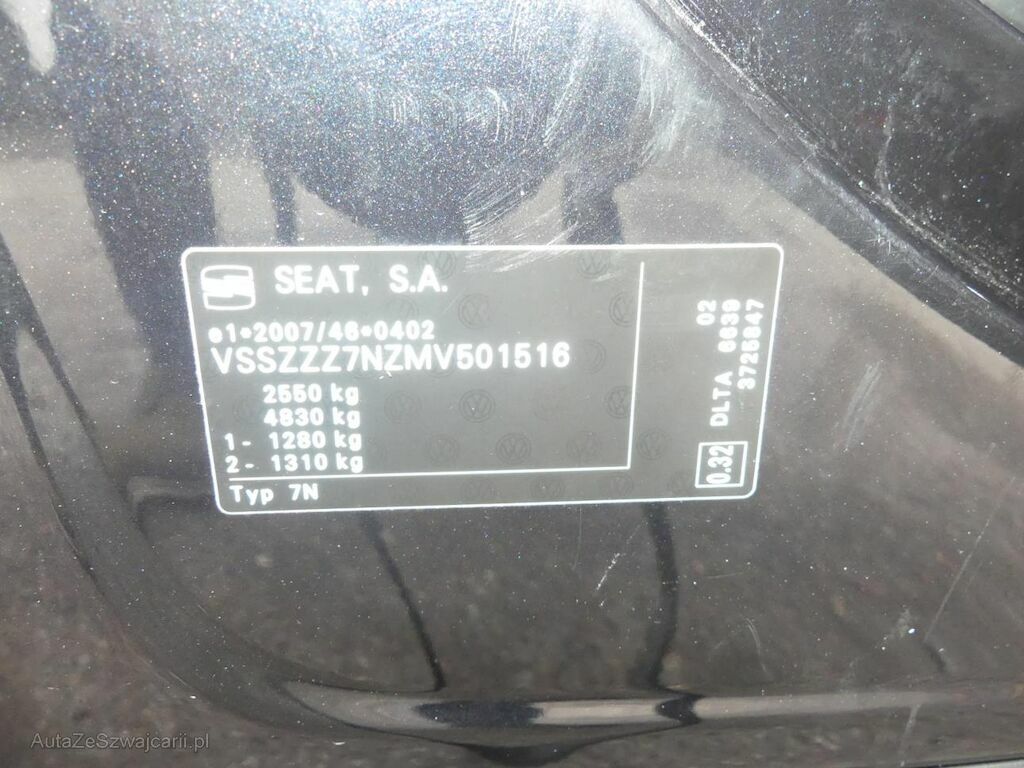 SEAT, S.A.
e1*2007/46*0402
VSSZZZ7NZMV501516
2550 kg
4830 kg
1- 1280 kg
2- 1310 kg
Typ 7N
02
DLTA 6639
3725847
0.32
AutaZeSzwajcarii.pl